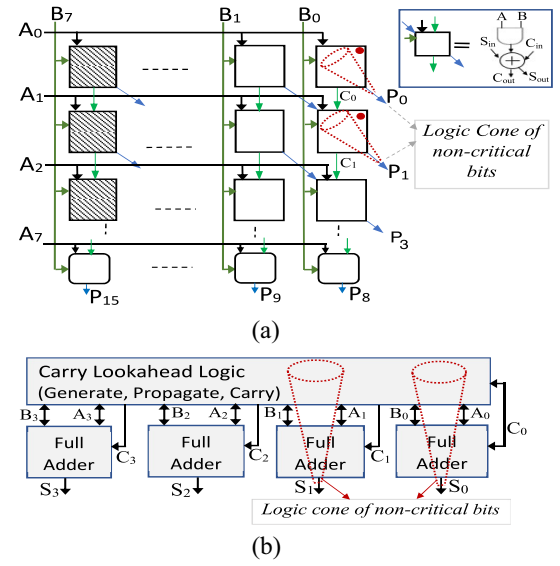 B7 B1 B0
A0
A B
Sin Cin
=
+
Cout Sout
A1 C0 P0
Logic Cone of
non-critical
bits
A2 C1 P1
P3
A7
P15 P9 P8
(a)
Carry Lookahead Logic
(Generate, Propagate, Carry)
B3 A3 B2 A2 B1 A1 B0 A0
C0
Full Adder
Full Adder
Full Adder
Full Adder
C3 C2 C1
S3 S2 S1 S0
Logic cone of non-critical bits
(b)